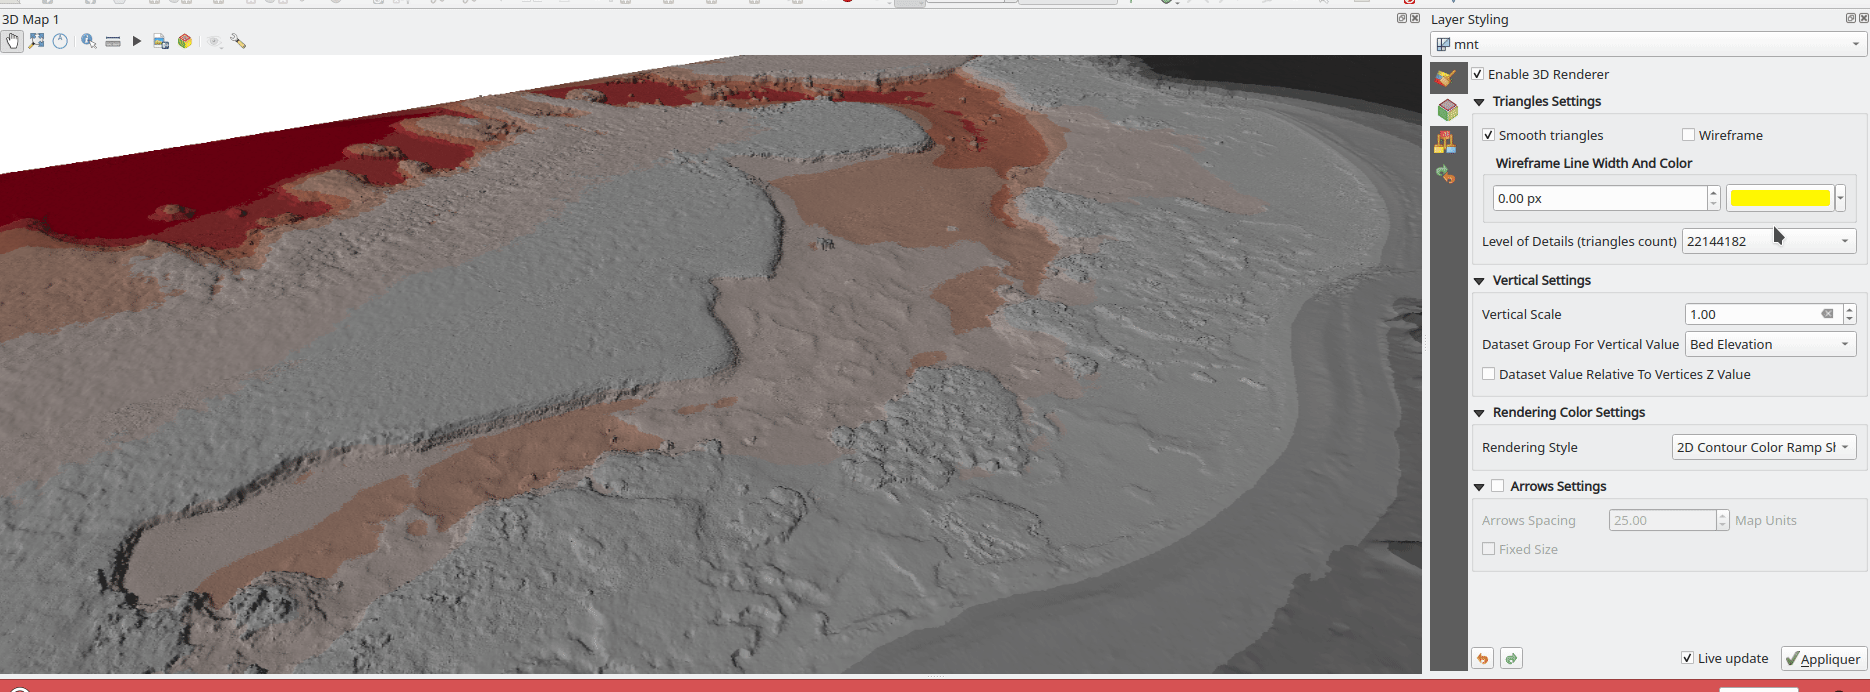 3D Map 1
Layer Styling
mnt
Enable 3D Renderer
Triangles Settings
Smooth triangles
Wireframe
Wireframe Line Width And Color
0.00 px
Level of Details (triangles count)
22144182
Vertical Settings
Vertical Scale
1.00
Dataset Group For Vertical Value
Bed Elevation
Dataset Value Relative To Vertices Z Value
Rendering Color Settings
Rendering Style
2D Contour Color Ramp Sh
Arrows Settings
Arrows Spacing
25.00
Map Units
Fixed Size
Live update
Appliquer